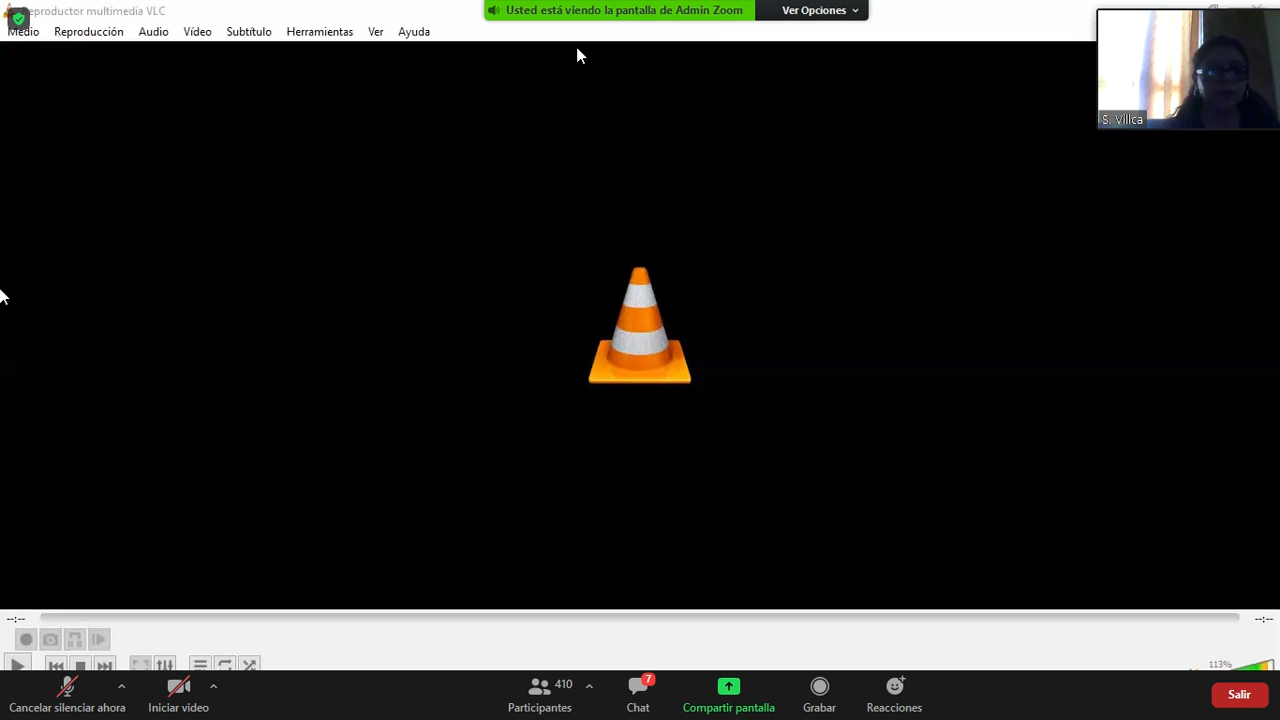 Reproductor multimedia VLC
Usted está viendo la pantalla de Admin Zoom
Ver Opciones
Medio Reproducción Audio Vídeo Subtítulo Herramientas Ver Ayuda
S. Villca
--:--
--:--
113%
410
7
Cancelar silenciar ahora
Iniciar video
Participantes
Chat
Compartir pantalla
Grabar
Reacciones
Salir